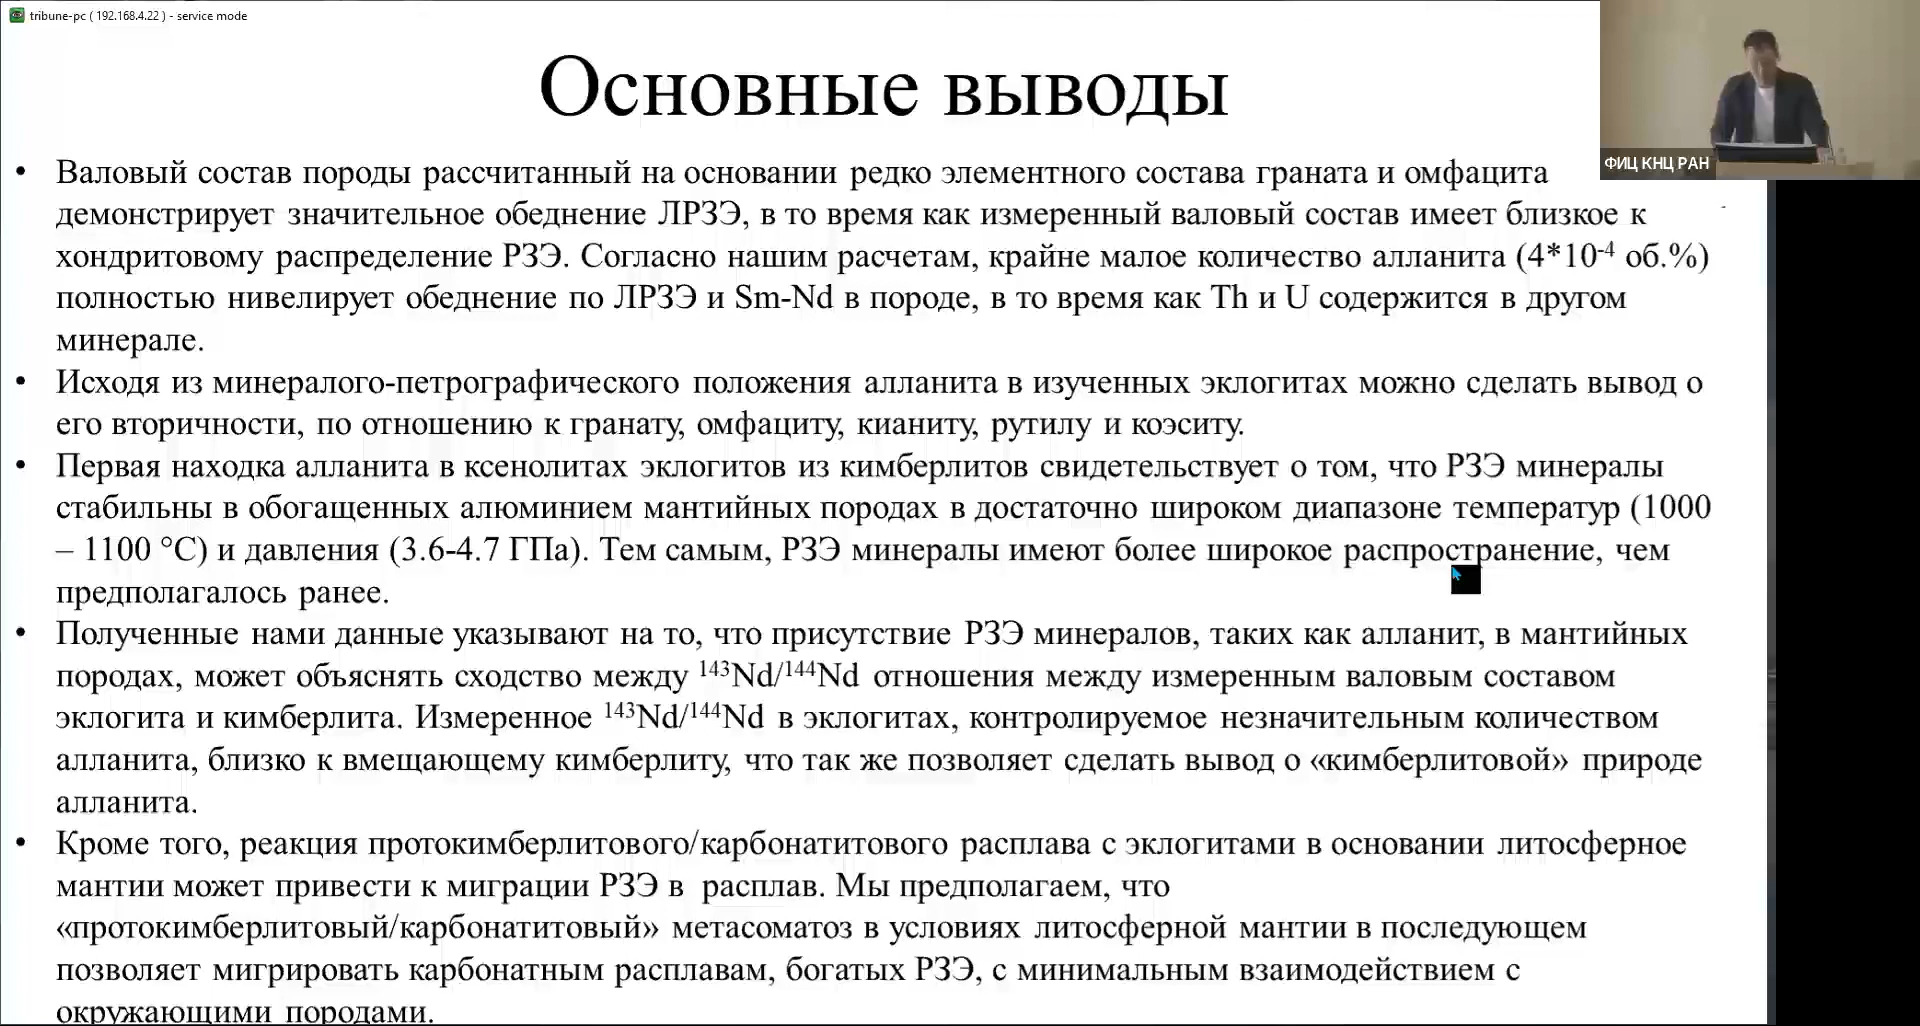 tribune-pc ( 192.168.4.22 ) - service mode
Основные выводы
ФИЦ КНЦ РАН
• Валовый состав породы рассчитанный на основании редко элементного состава граната и омфацита
демонстрирует значительное обеднение ЛРЗЭ, в то время как измеренный валовый состав имеет близкое к
хондритовому распределение РЗЭ. Согласно нашим расчетам, крайне малое количество алланита (4*10⁻⁴ об.%)
полностью нивелирует обеднение по ЛРЗЭ и Sm-Nd в породе, в то время как Th и U содержится в другом
минерале.
• Исходя из минералого-петрографического положения алланита в изученных эклогитах можно сделать вывод о
его вторичности, по отношению к гранату, омфациту, кианиту, рутилу и коэситу.
• Первая находка алланита в ксенолитах эклогитов из кимберлитов свидетельствует о том, что РЗЭ минералы
стабильны в обогащенных алюминием мантийных породах в достаточно широком диапазоне температур (1000
– 1100 °C) и давления (3.6-4.7 ГПа). Тем самым, РЗЭ минералы имеют более широкое распространение, чем
предполагалось ранее.
• Полученные нами данные указывают на то, что присутствие РЗЭ минералов, таких как алланит, в мантийных
породах, может объяснять сходство между ¹⁴³Nd/¹⁴⁴Nd отношения между измеренным валовым составом
эклогита и кимберлита. Измеренное ¹⁴³Nd/¹⁴⁴Nd в эклогитах, контролируемое незначительным количеством
алланита, близко к вмещающему кимберлиту, что так же позволяет сделать вывод о «кимберлитовой» природе
алланита.
• Кроме того, реакция протокимберлитового/карбонатитового расплава с эклогитами в основании литосферное
мантии может привести к миграции РЗЭ в расплав. Мы предполагаем, что
«протокимберлитовый/карбонатитовый» метасоматоз в условиях литосферной мантии в последующем
позволяет мигрировать карбонатным расплавам, богатых РЗЭ, с минимальным взаимодействием с
окружающими породами.